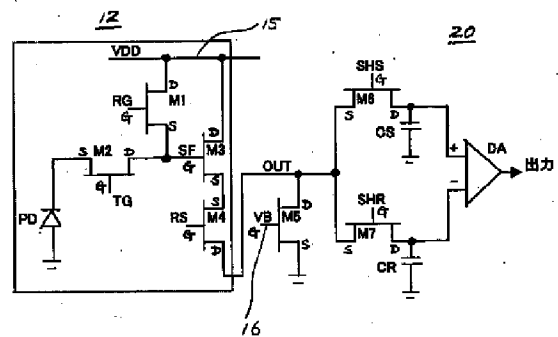 12
15
20
VDD
SHS
G
D
RG
M1
G
S
M6
S
D
CS
M2
S
D
G
TG
SF
G
D
M3
S
OUT
+
DA
出力
-
PD
RS
G
S
M4
D
VB
G
D
M5
S
SHR
G
M7
S
D
CR
16